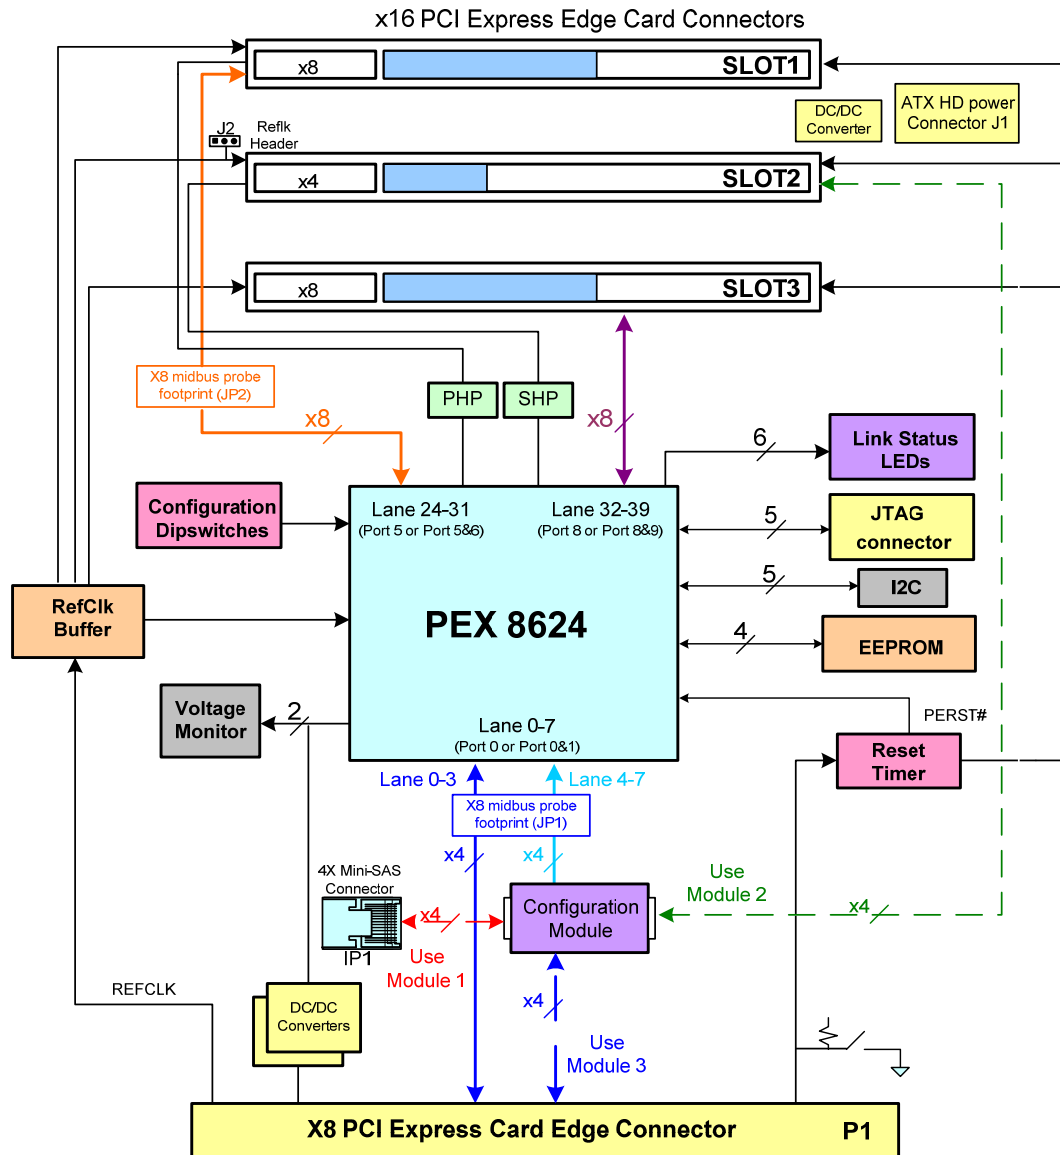 x16 PCI Express Edge Card Connectors
x8
SLOT1
DC/DC
Converter
ATX HD power
Connector J1
J2
Reflk
Header
x4
SLOT2
x8
SLOT3
X8 midbus probe
footprint (JP2)
PHP
SHP
x8
x8
6
Link Status
LEDs
Configuration
Dipswitches
Lane 24-31
(Port 5 or Port 5&6)
Lane 32-39
(Port 8 or Port 8&9)
5
JTAG
connector
5
I2C
RefClk
Buffer
PEX 8624
4
EEPROM
Voltage
Monitor
2
Lane 0-7
(Port 0 or Port 0&1)
PERST#
Reset
Timer
Lane 0-3
Lane 4-7
X8 midbus probe
footprint (JP1)
x4
x4
4X Mini-SAS
Connector
IP1
x4
Use
Module 1
Configuration
Module
Use
Module 2
x4
REFCLK
DC/DC
Converters
x4
Use
Module 3
X8 PCI Express Card Edge Connector
P1